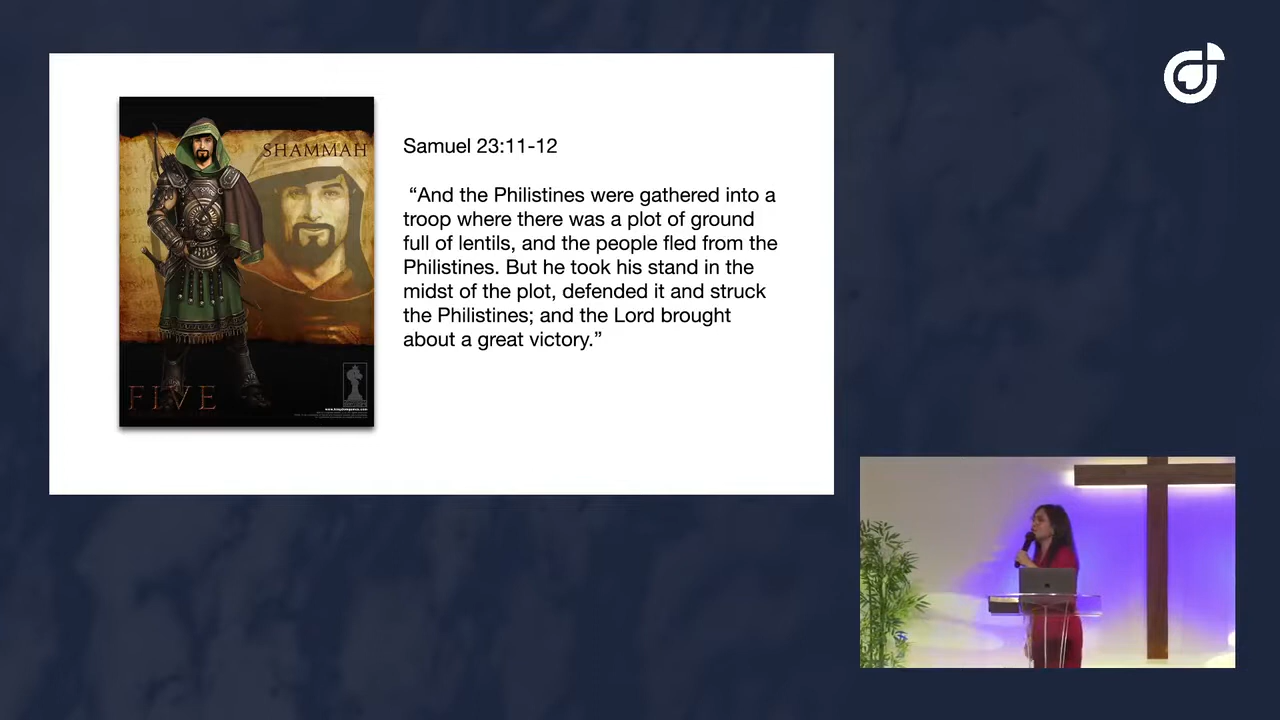 SHAMMAH
FIVE
Samuel 23:11-12
“And the Philistines were gathered into a
troop where there was a plot of ground
full of lentils, and the people fled from the
Philistines. But he took his stand in the
midst of the plot, defended it and struck
the Philistines; and the Lord brought
about a great victory.”